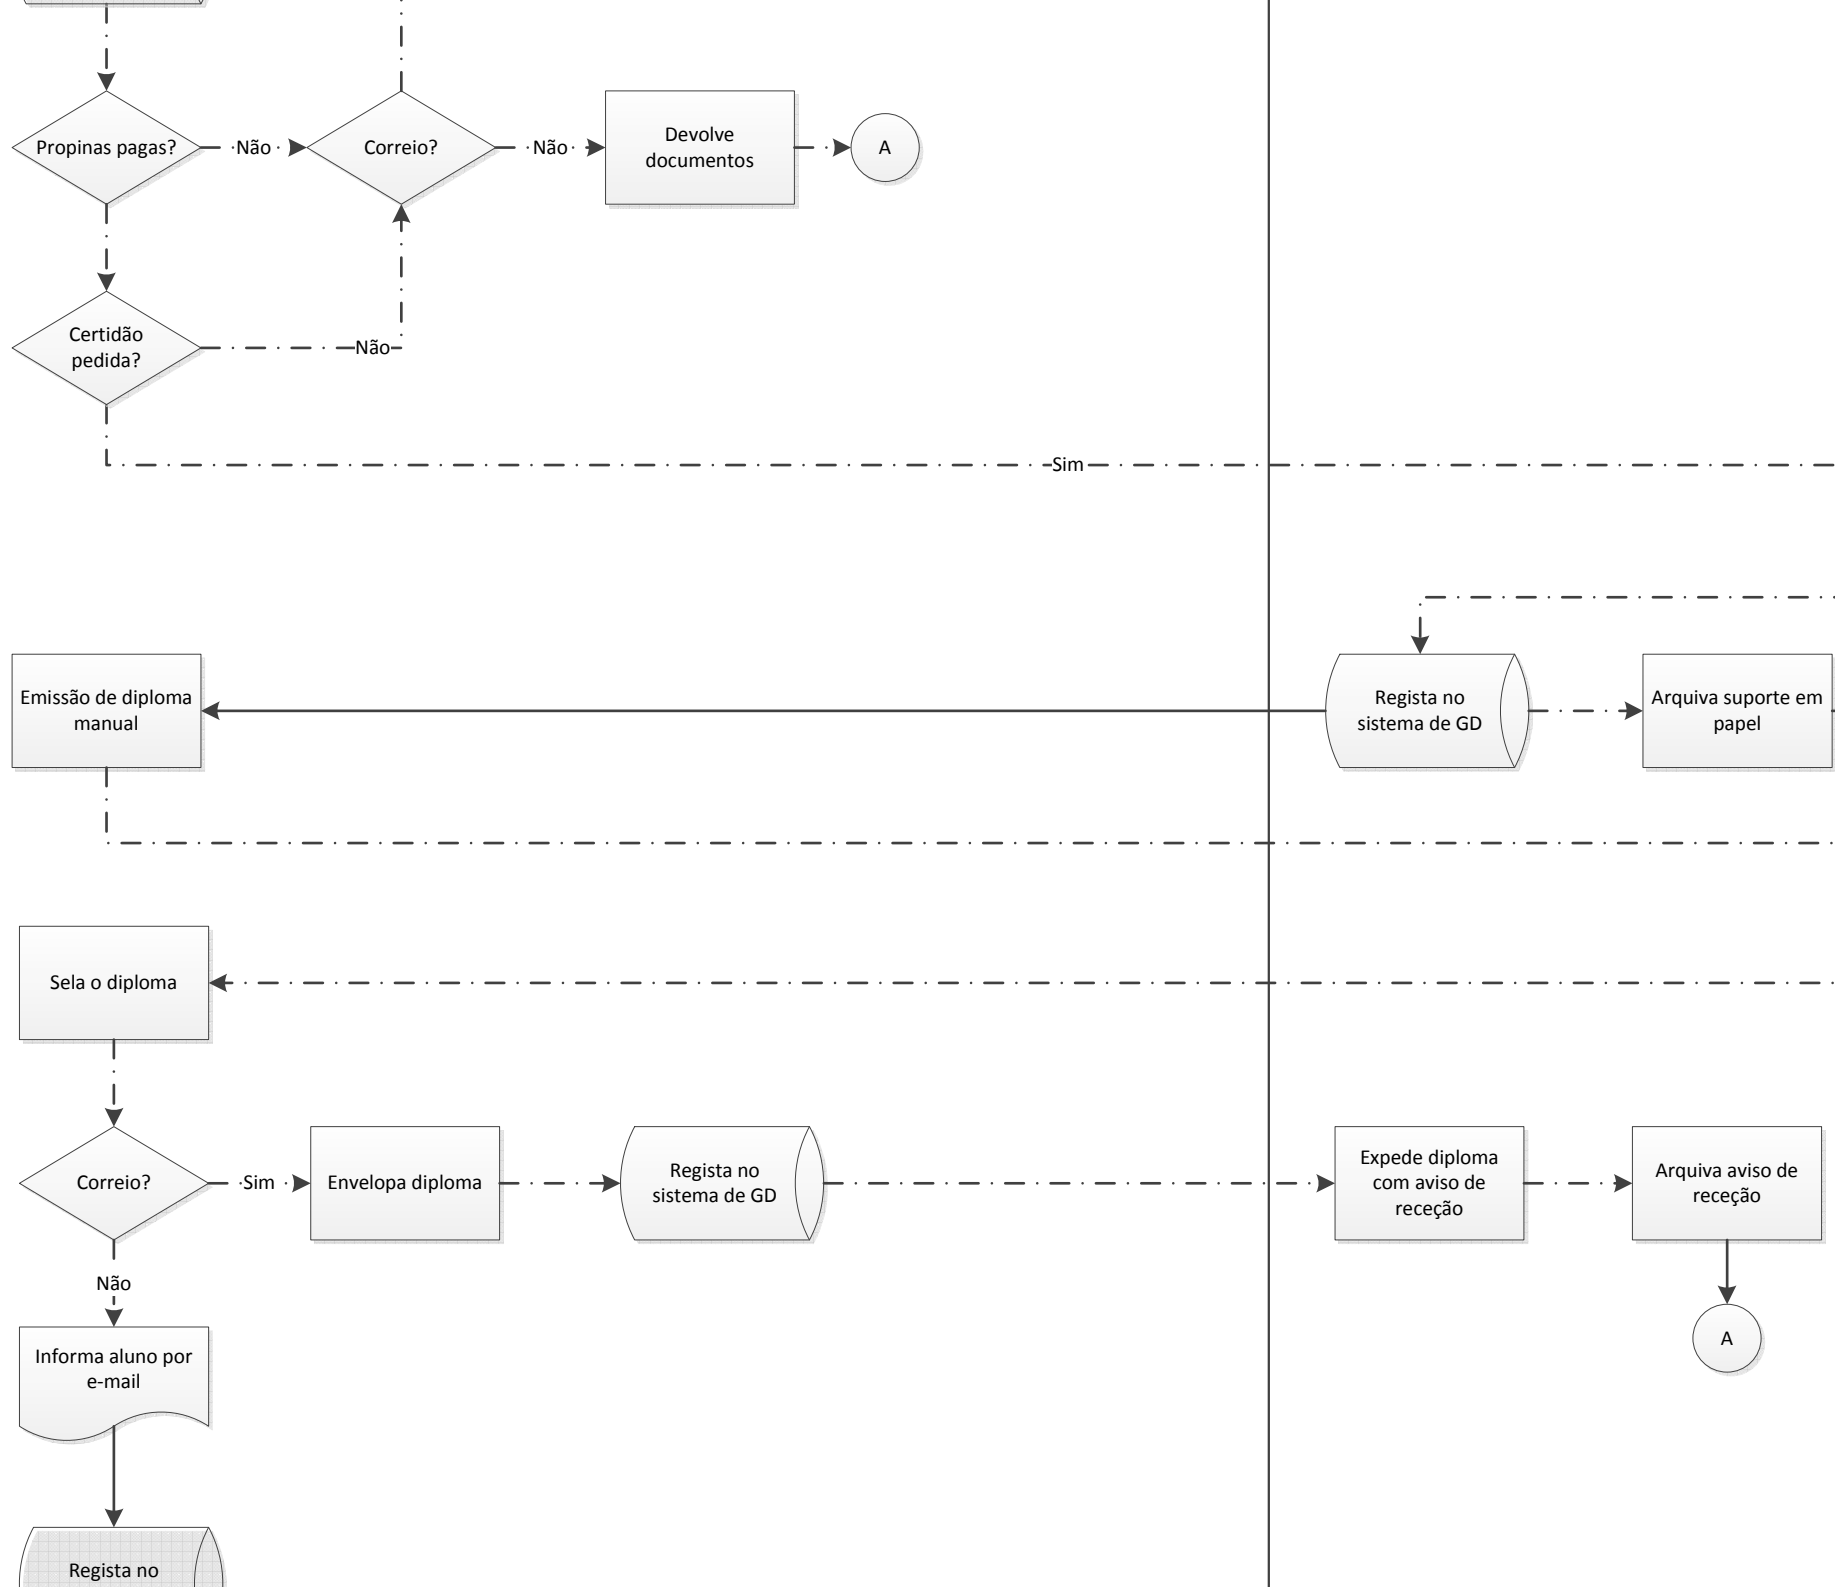 Propinas pagas?
Não
Correio?
Não
Devolve
documentos
A
Certidão
pedida?
Não
Sim
Emissão de diploma
manual
Regista no
sistema de GD
Arquiva suporte em
papel
Sela o diploma
Correio?
Sim
Envelopa diploma
Regista no
sistema de GD
Expede diploma
com aviso de
receção
Arquiva aviso de
receção
Não
A
Informa aluno por
e-mail
Regista no